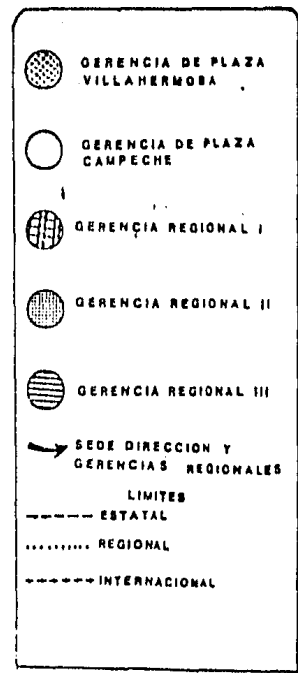 GERENCIA DE PLAZA
VILLAHERMOSA
GERENCIA DE PLAZA
CAMPECHE
GERENCIA REGIONAL I
GERENCIA REGIONAL II
GERENCIA REGIONAL III
SEDE DIRECCION Y
GERENCIAS REGIONALES
LIMITES
ESTATAL
REGIONAL
INTERNACIONAL